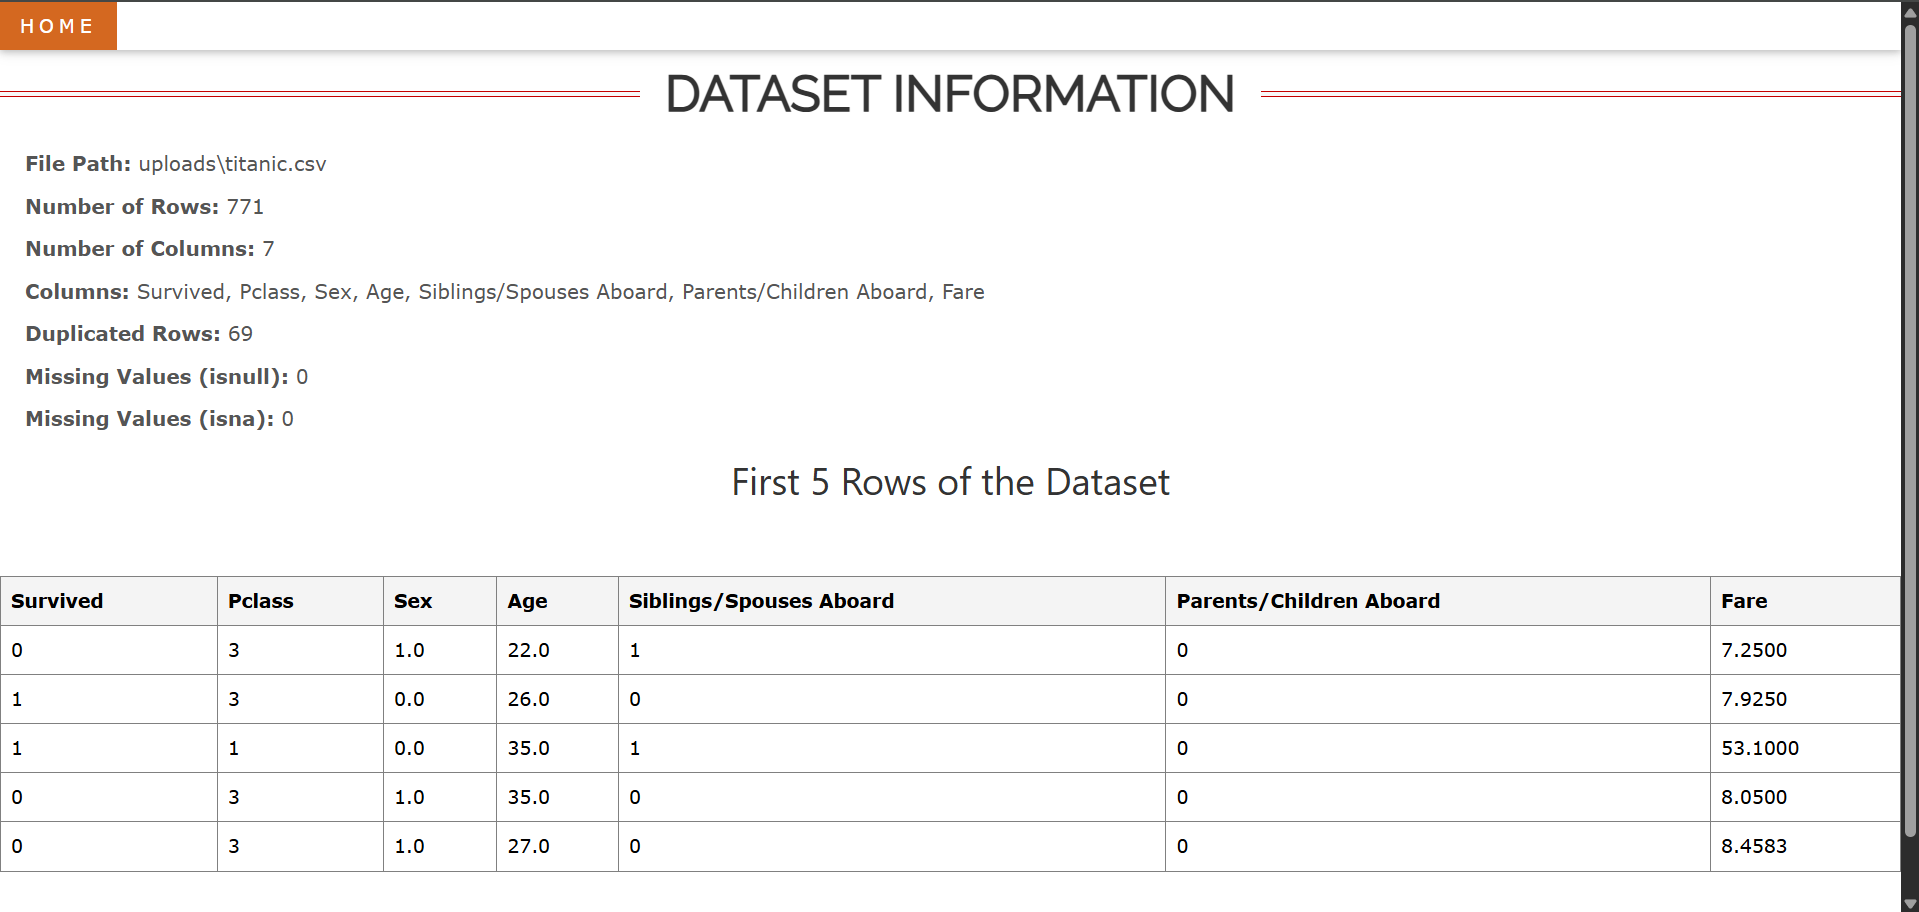 HOME
DATASET INFORMATION
File Path: uploads\titanic.csv
Number of Rows: 771
Number of Columns: 7
Columns: Survived, Pclass, Sex, Age, Siblings/Spouses Aboard, Parents/Children Aboard, Fare
Duplicated Rows: 69
Missing Values (isnull): 0
Missing Values (isna): 0
First 5 Rows of the Dataset
Survived Pclass Sex Age Siblings/Spouses Aboard Parents/Children Aboard Fare
0 3 1.0 22.0 1 0 7.2500
1 3 0.0 26.0 0 0 7.9250
1 1 0.0 35.0 1 0 53.1000
0 3 1.0 35.0 0 0 8.0500
0 3 1.0 27.0 0 0 8.4583